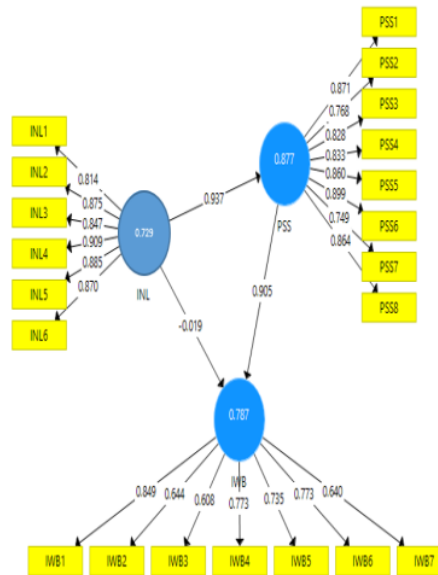 PSS1
PSS2
PSS3
PSS4
PSS5
PSS6
PSS7
PSS8
0.871
0.768
0.828
0.833
0.860
0.899
0.749
0.864
0.877
PSS
INL1
INL2
INL3
INL4
INL5
INL6
0.814
0.875
0.847
0.909
0.885
0.870
0.729
INL
0.937
0.905
-0.019
0.787
IWB
0.849
0.644
0.608
0.773
0.735
0.773
0.640
IWB1
IWB2
IWB3
IWB4
IWB5
IWB6
IWB7